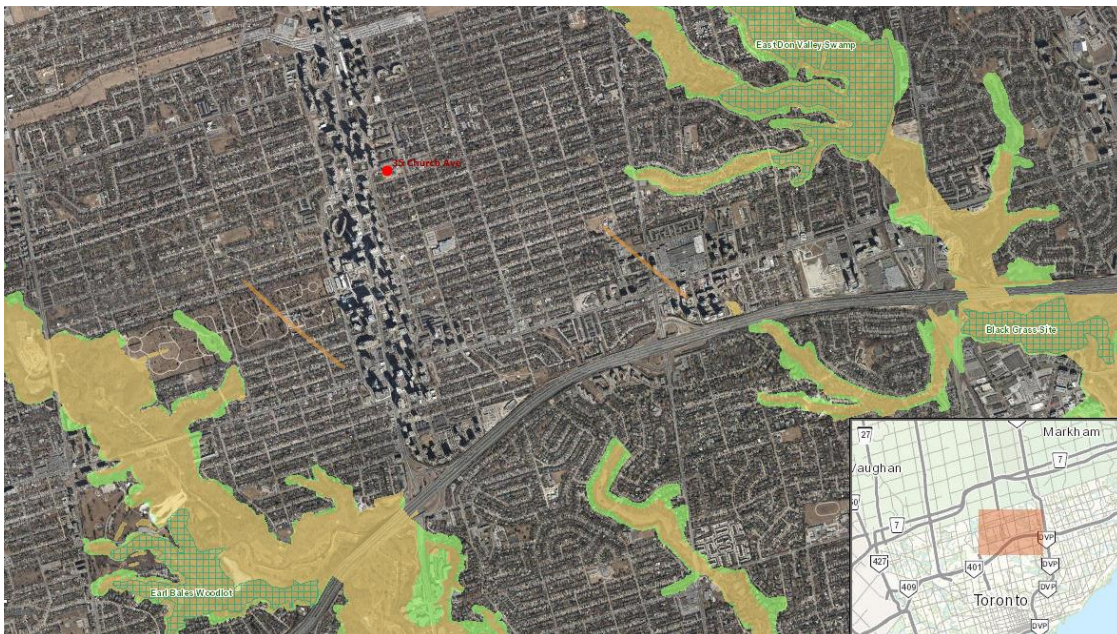 East Don Valley Swamp
35 Church Ave
Black Grass Site
Earl Bales Woodlot
27
Markham
7
Vaughan
50
7
DVP
427
401
DVP
409
Toronto
DVP